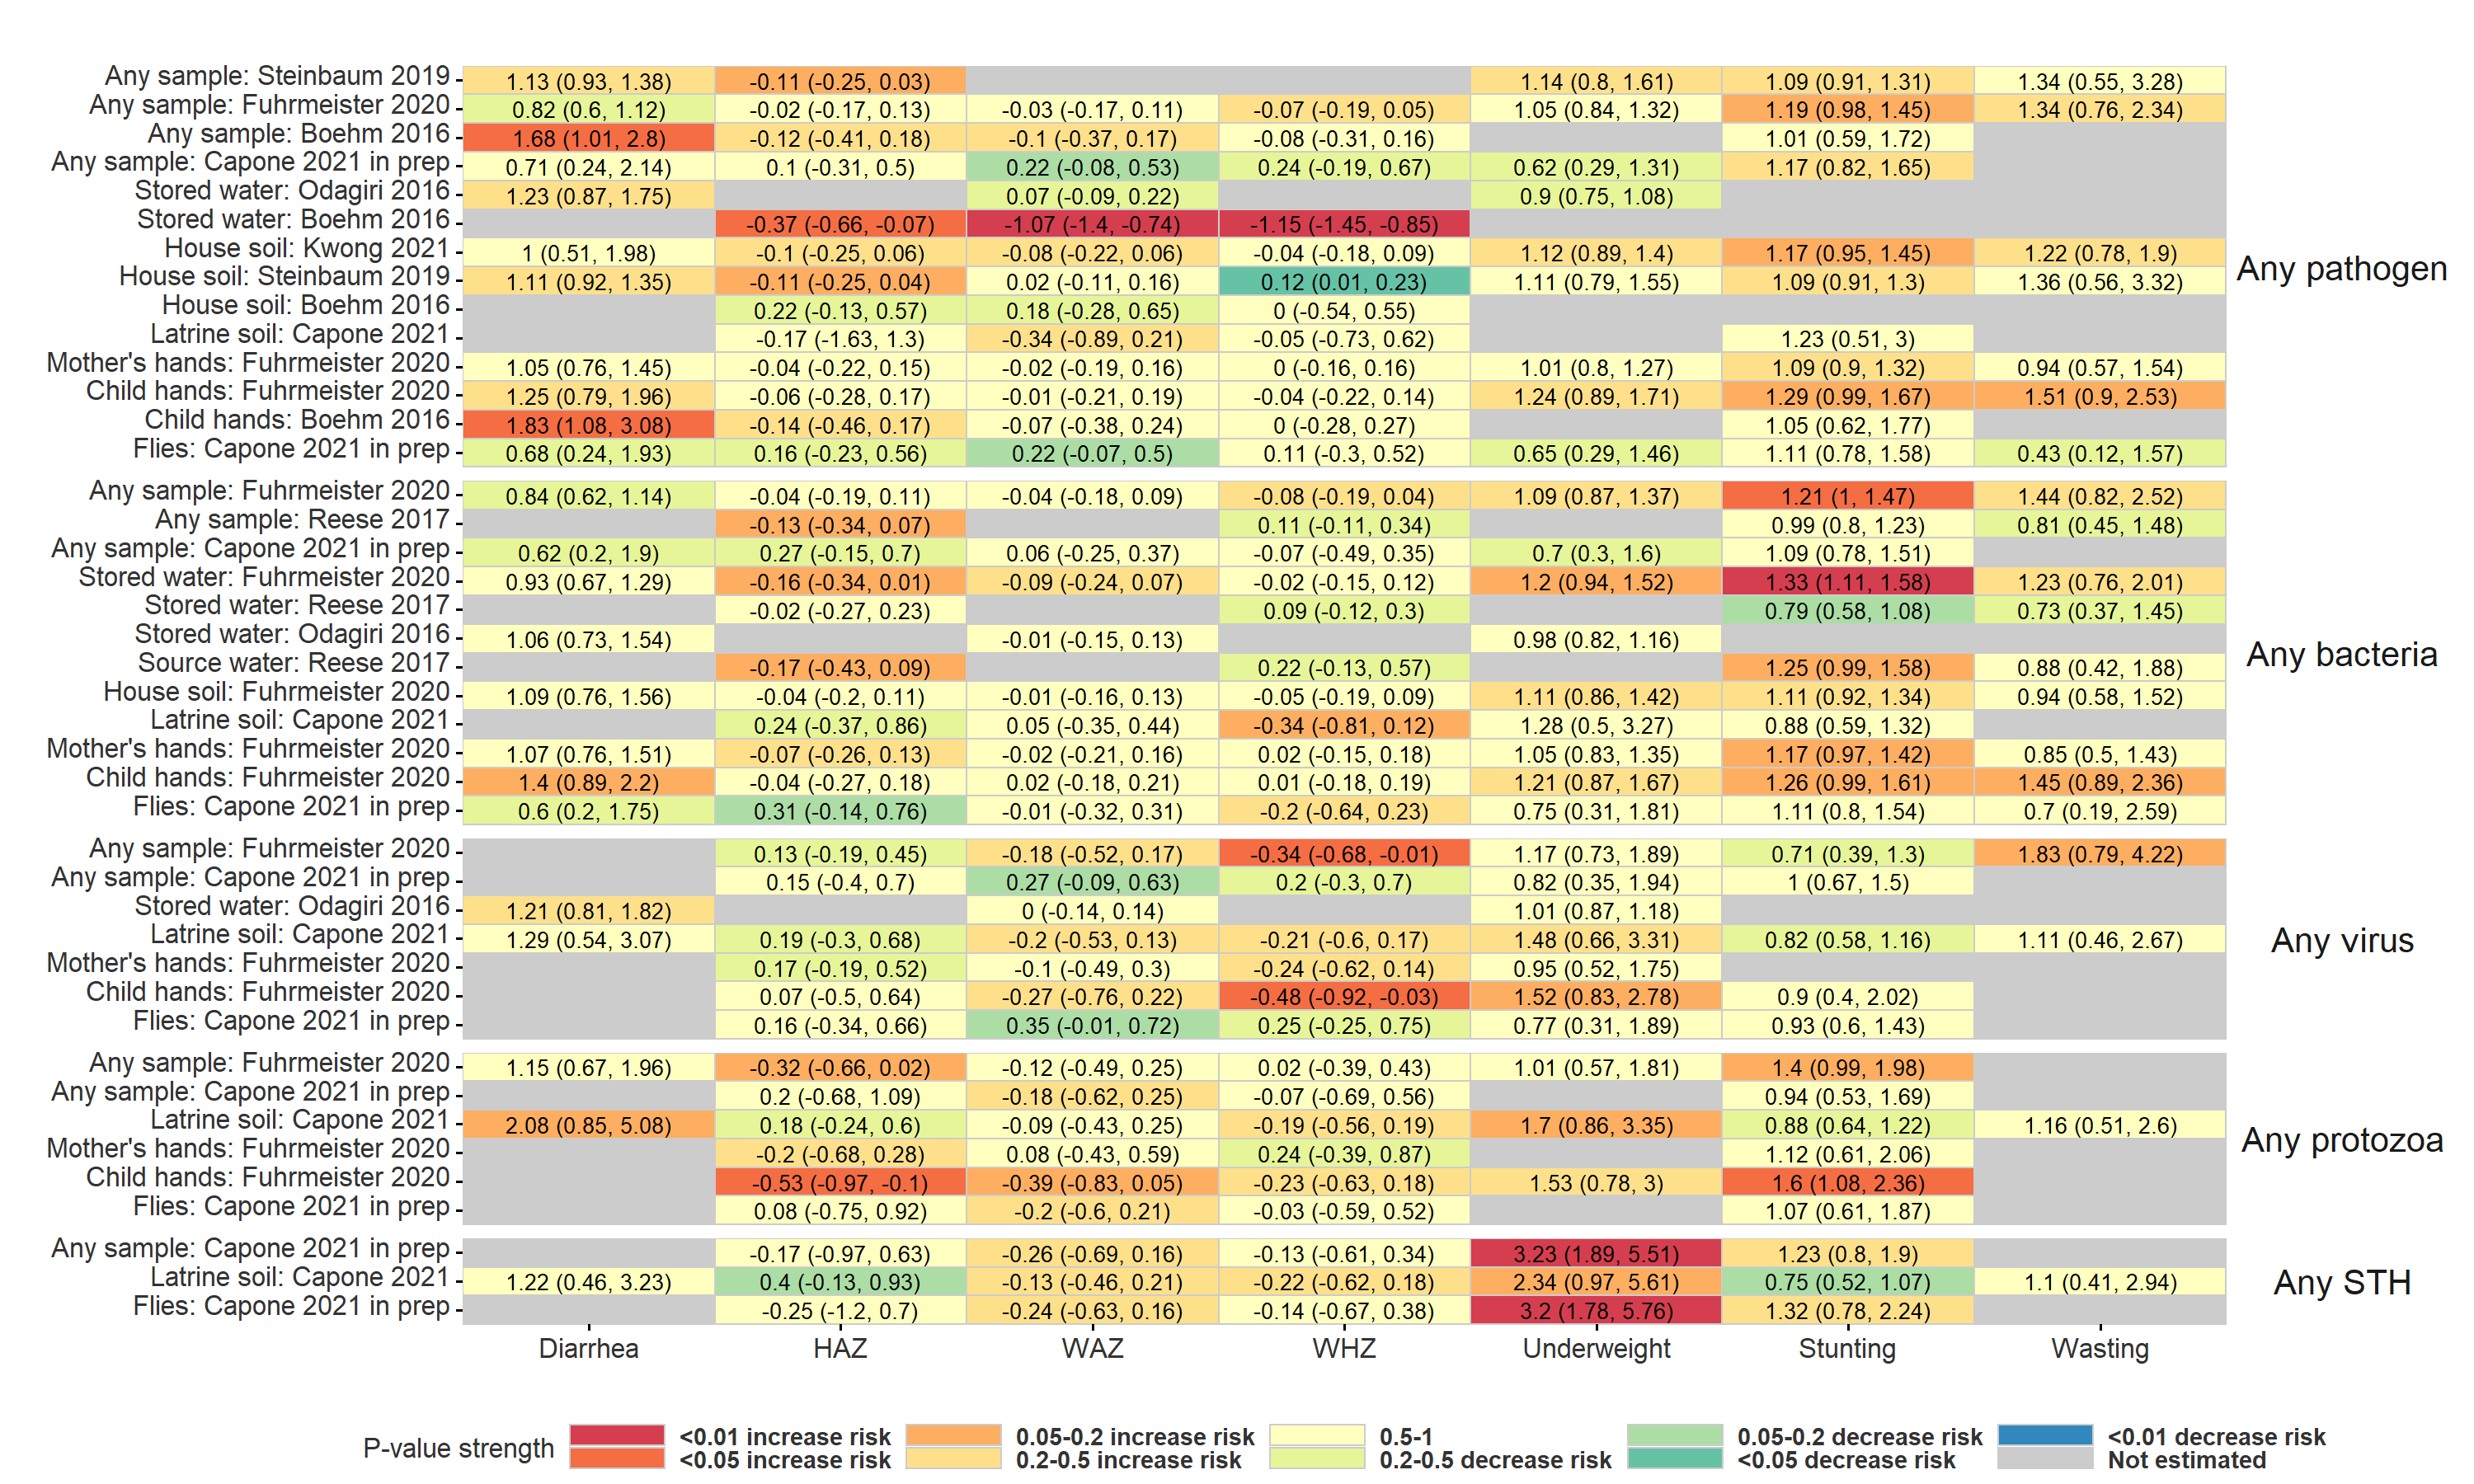 Any sample: Steinbaum 2019 1.13 (0.93, 1.38) -0.11 (-0.25, 0.03) 1.14 (0.8, 1.61) 1.09 (0.91, 1.31) 1.34 (0.55, 3.28)
Any sample: Fuhrmeister 2020 0.82 (0.6, 1.12) -0.02 (-0.17, 0.13) -0.03 (-0.17, 0.11) -0.07 (-0.19, 0.05) 1.05 (0.84, 1.32) 1.19 (0.98, 1.45) 1.34 (0.76, 2.34)
Any sample: Boehm 2016 1.68 (1.01, 2.8) -0.12 (-0.41, 0.18) -0.1 (-0.37, 0.17) -0.08 (-0.31, 0.16) 1.01 (0.59, 1.72)
Any sample: Capone 2021 in prep 0.71 (0.24, 2.14) 0.1 (-0.31, 0.5) 0.22 (-0.08, 0.53) 0.24 (-0.19, 0.67) 0.62 (0.29, 1.31) 1.17 (0.82, 1.65)
Stored water: Odagiri 2016 1.23 (0.87, 1.75) 0.07 (-0.09, 0.22) 0.9 (0.75, 1.08)
Stored water: Boehm 2016 -0.37 (-0.66, -0.07) -1.07 (-1.4, -0.74) -1.15 (-1.45, -0.85)
House soil: Kwong 2021 1 (0.51, 1.98) -0.1 (-0.25, 0.06) -0.08 (-0.22, 0.06) -0.04 (-0.18, 0.09) 1.12 (0.89, 1.4) 1.17 (0.95, 1.45) 1.22 (0.78, 1.9)
House soil: Steinbaum 2019 1.11 (0.92, 1.35) -0.11 (-0.25, 0.04) 0.02 (-0.11, 0.16) 0.12 (0.01, 0.23) 1.11 (0.79, 1.55) 1.09 (0.91, 1.3) 1.36 (0.56, 3.32)
Any pathogen
House soil: Boehm 2016 0.22 (-0.13, 0.57) 0.18 (-0.28, 0.65) 0 (-0.54, 0.55)
Latrine soil: Capone 2021 -0.17 (-1.63, 1.3) -0.34 (-0.89, 0.21) -0.05 (-0.73, 0.62) 1.23 (0.51, 3)
Mother's hands: Fuhrmeister 2020 1.05 (0.76, 1.45) -0.04 (-0.22, 0.15) -0.02 (-0.19, 0.16) 0 (-0.16, 0.16) 1.01 (0.8, 1.27) 1.09 (0.9, 1.32) 0.94 (0.57, 1.54)
Child hands: Fuhrmeister 2020 1.25 (0.79, 1.96) -0.06 (-0.28, 0.17) -0.01 (-0.21, 0.19) -0.04 (-0.22, 0.14) 1.24 (0.89, 1.71) 1.29 (0.99, 1.67) 1.51 (0.9, 2.53)
Child hands: Boehm 2016 1.83 (1.08, 3.08) -0.14 (-0.46, 0.17) -0.07 (-0.38, 0.24) 0 (-0.28, 0.27) 1.05 (0.62, 1.77)
Flies: Capone 2021 in prep 0.68 (0.24, 1.93) 0.16 (-0.23, 0.56) 0.22 (-0.07, 0.5) 0.11 (-0.3, 0.52) 0.65 (0.29, 1.46) 1.11 (0.78, 1.58) 0.43 (0.12, 1.57)
Any sample: Fuhrmeister 2020 0.84 (0.62, 1.14) -0.04 (-0.19, 0.11) -0.04 (-0.18, 0.09) -0.08 (-0.19, 0.04) 1.09 (0.87, 1.37) 1.21 (1, 1.47) 1.44 (0.82, 2.52)
Any sample: Reese 2017 -0.13 (-0.34, 0.07) 0.11 (-0.11, 0.34) 0.99 (0.8, 1.23) 0.81 (0.45, 1.48)
Any sample: Capone 2021 in prep 0.62 (0.2, 1.9) 0.27 (-0.15, 0.7) 0.06 (-0.25, 0.37) -0.07 (-0.49, 0.35) 0.7 (0.3, 1.6) 1.09 (0.78, 1.51)
Stored water: Fuhrmeister 2020 0.93 (0.67, 1.29) -0.16 (-0.34, 0.01) -0.09 (-0.24, 0.07) -0.02 (-0.15, 0.12) 1.2 (0.94, 1.52) 1.33 (1.11, 1.58) 1.23 (0.76, 2.01)
Stored water: Reese 2017 -0.02 (-0.27, 0.23) 0.09 (-0.12, 0.3) 0.79 (0.58, 1.08) 0.73 (0.37, 1.45)
Stored water: Odagiri 2016 1.06 (0.73, 1.54) -0.01 (-0.15, 0.13) 0.98 (0.82, 1.16)
Any bacteria
Source water: Reese 2017 -0.17 (-0.43, 0.09) 0.22 (-0.13, 0.57) 1.25 (0.99, 1.58) 0.88 (0.42, 1.88)
House soil: Fuhrmeister 2020 1.09 (0.76, 1.56) -0.04 (-0.2, 0.11) -0.01 (-0.16, 0.13) -0.05 (-0.19, 0.09) 1.11 (0.86, 1.42) 1.11 (0.92, 1.34) 0.94 (0.58, 1.52)
Latrine soil: Capone 2021 0.24 (-0.37, 0.86) 0.05 (-0.35, 0.44) -0.34 (-0.81, 0.12) 1.28 (0.5, 3.27) 0.88 (0.59, 1.32)
Mother's hands: Fuhrmeister 2020 1.07 (0.76, 1.51) -0.07 (-0.26, 0.13) -0.02 (-0.21, 0.16) 0.02 (-0.15, 0.18) 1.05 (0.83, 1.35) 1.17 (0.97, 1.42) 0.85 (0.5, 1.43)
Child hands: Fuhrmeister 2020 1.4 (0.89, 2.2) -0.04 (-0.27, 0.18) 0.02 (-0.18, 0.21) 0.01 (-0.18, 0.19) 1.21 (0.87, 1.67) 1.26 (0.99, 1.61) 1.45 (0.89, 2.36)
Flies: Capone 2021 in prep 0.6 (0.2, 1.75) 0.31 (-0.14, 0.76) -0.01 (-0.32, 0.31) -0.2 (-0.64, 0.23) 0.75 (0.31, 1.81) 1.11 (0.8, 1.54) 0.7 (0.19, 2.59)
Any sample: Fuhrmeister 2020 0.13 (-0.19, 0.45) -0.18 (-0.52, 0.17) -0.34 (-0.68, -0.01) 1.17 (0.73, 1.89) 0.71 (0.39, 1.3) 1.83 (0.79, 4.22)
Any sample: Capone 2021 in prep 0.15 (-0.4, 0.7) 0.27 (-0.09, 0.63) 0.2 (-0.3, 0.7) 0.82 (0.35, 1.94) 1 (0.67, 1.5)
Stored water: Odagiri 2016 1.21 (0.81, 1.82) 0 (-0.14, 0.14) 1.01 (0.87, 1.18)
Latrine soil: Capone 2021 1.29 (0.54, 3.07) 0.19 (-0.3, 0.68) -0.2 (-0.53, 0.13) -0.21 (-0.6, 0.17) 1.48 (0.66, 3.31) 0.82 (0.58, 1.16) 1.11 (0.46, 2.67)
Any virus
Mother's hands: Fuhrmeister 2020 0.17 (-0.19, 0.52) -0.1 (-0.49, 0.3) -0.24 (-0.62, 0.14) 0.95 (0.52, 1.75)
Child hands: Fuhrmeister 2020 0.07 (-0.5, 0.64) -0.27 (-0.76, 0.22) -0.48 (-0.92, -0.03) 1.52 (0.83, 2.78) 0.9 (0.4, 2.02)
Flies: Capone 2021 in prep 0.16 (-0.34, 0.66) 0.35 (-0.01, 0.72) 0.25 (-0.25, 0.75) 0.77 (0.31, 1.89) 0.93 (0.6, 1.43)
Any sample: Fuhrmeister 2020 1.15 (0.67, 1.96) -0.32 (-0.66, 0.02) -0.12 (-0.49, 0.25) 0.02 (-0.39, 0.43) 1.01 (0.57, 1.81) 1.4 (0.99, 1.98)
Any sample: Capone 2021 in prep 0.2 (-0.68, 1.09) -0.18 (-0.62, 0.25) -0.07 (-0.69, 0.56) 0.94 (0.53, 1.69)
Latrine soil: Capone 2021 2.08 (0.85, 5.08) 0.18 (-0.24, 0.6) -0.09 (-0.43, 0.25) -0.19 (-0.56, 0.19) 1.7 (0.86, 3.35) 0.88 (0.64, 1.22) 1.16 (0.51, 2.6)
Any protozoa
Mother's hands: Fuhrmeister 2020 -0.2 (-0.68, 0.28) 0.08 (-0.43, 0.59) 0.24 (-0.39, 0.87) 1.12 (0.61, 2.06)
Child hands: Fuhrmeister 2020 -0.53 (-0.97, -0.1) -0.39 (-0.83, 0.05) -0.23 (-0.63, 0.18) 1.53 (0.78, 3) 1.6 (1.08, 2.36)
Flies: Capone 2021 in prep 0.08 (-0.75, 0.92) -0.2 (-0.6, 0.21) -0.03 (-0.59, 0.52) 1.07 (0.61, 1.87)
Any sample: Capone 2021 in prep -0.17 (-0.97, 0.63) -0.26 (-0.69, 0.16) -0.13 (-0.61, 0.34) 3.23 (1.89, 5.51) 1.23 (0.8, 1.9)
Latrine soil: Capone 2021 1.22 (0.46, 3.23) 0.4 (-0.13, 0.93) -0.13 (-0.46, 0.21) -0.22 (-0.62, 0.18) 2.34 (0.97, 5.61) 0.75 (0.52, 1.07) 1.1 (0.41, 2.94)
Any STH
Flies: Capone 2021 in prep -0.25 (-1.2, 0.7) -0.24 (-0.63, 0.16) -0.14 (-0.67, 0.38) 3.2 (1.78, 5.76) 1.32 (0.78, 2.24)
Diarrhea HAZ WAZ WHZ Underweight Stunting Wasting
P-value strength
<0.01 increase risk 0.05-0.2 increase risk 0.5-1 0.05-0.2 decrease risk <0.01 decrease risk
<0.05 increase risk 0.2-0.5 increase risk 0.2-0.5 decrease risk <0.05 decrease risk Not estimated